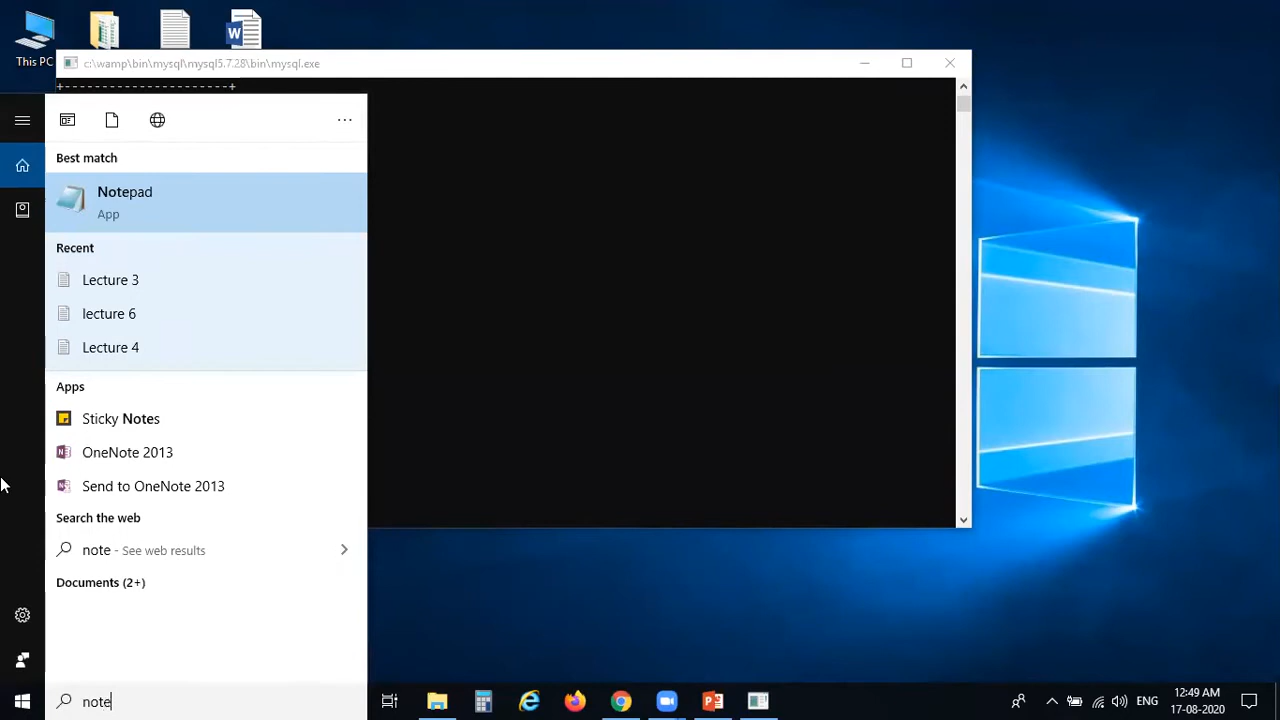 This PC
c:\wamp\bin\mysql\mysql5.7.28\bin\mysql.exe
+-----------------------+
Best match
Notepad
App
Recent
Lecture 3
lecture 6
Lecture 4
Apps
Sticky Notes
OneNote 2013
Send to OneNote 2013
Search the web
note - See web results
Documents (2+)
note
ENG
12:49 AM
17-08-2020